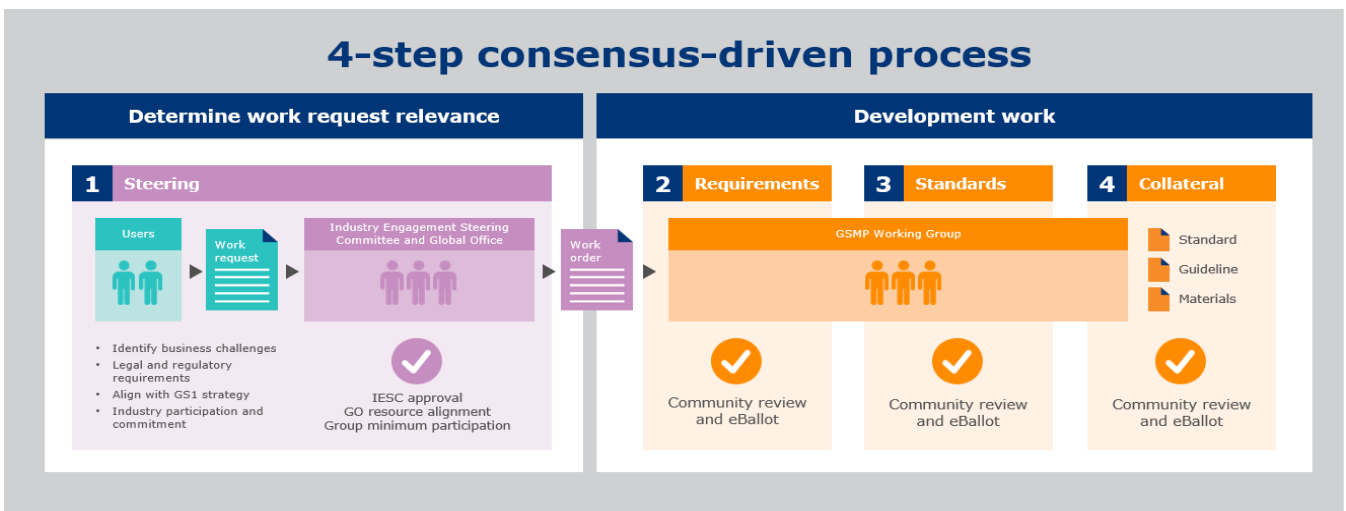 4-step consensus-driven process
Determine work request relevance
1 Steering
Users
Work
request
Industry Engagement Steering
Committee and Global Office
Work
order
• Identify business challenges
• Legal and regulatory
requirements
• Align with GS1 strategy
• Industry participation and
commitment
IESC approval
GO resource alignment
Group minimum participation
Development work
2 Requirements
3 Standards
4 Collateral
GSMP Working Group
Standard
Guideline
Materials
Community review
and eBallot
Community review
and eBallot
Community review
and eBallot